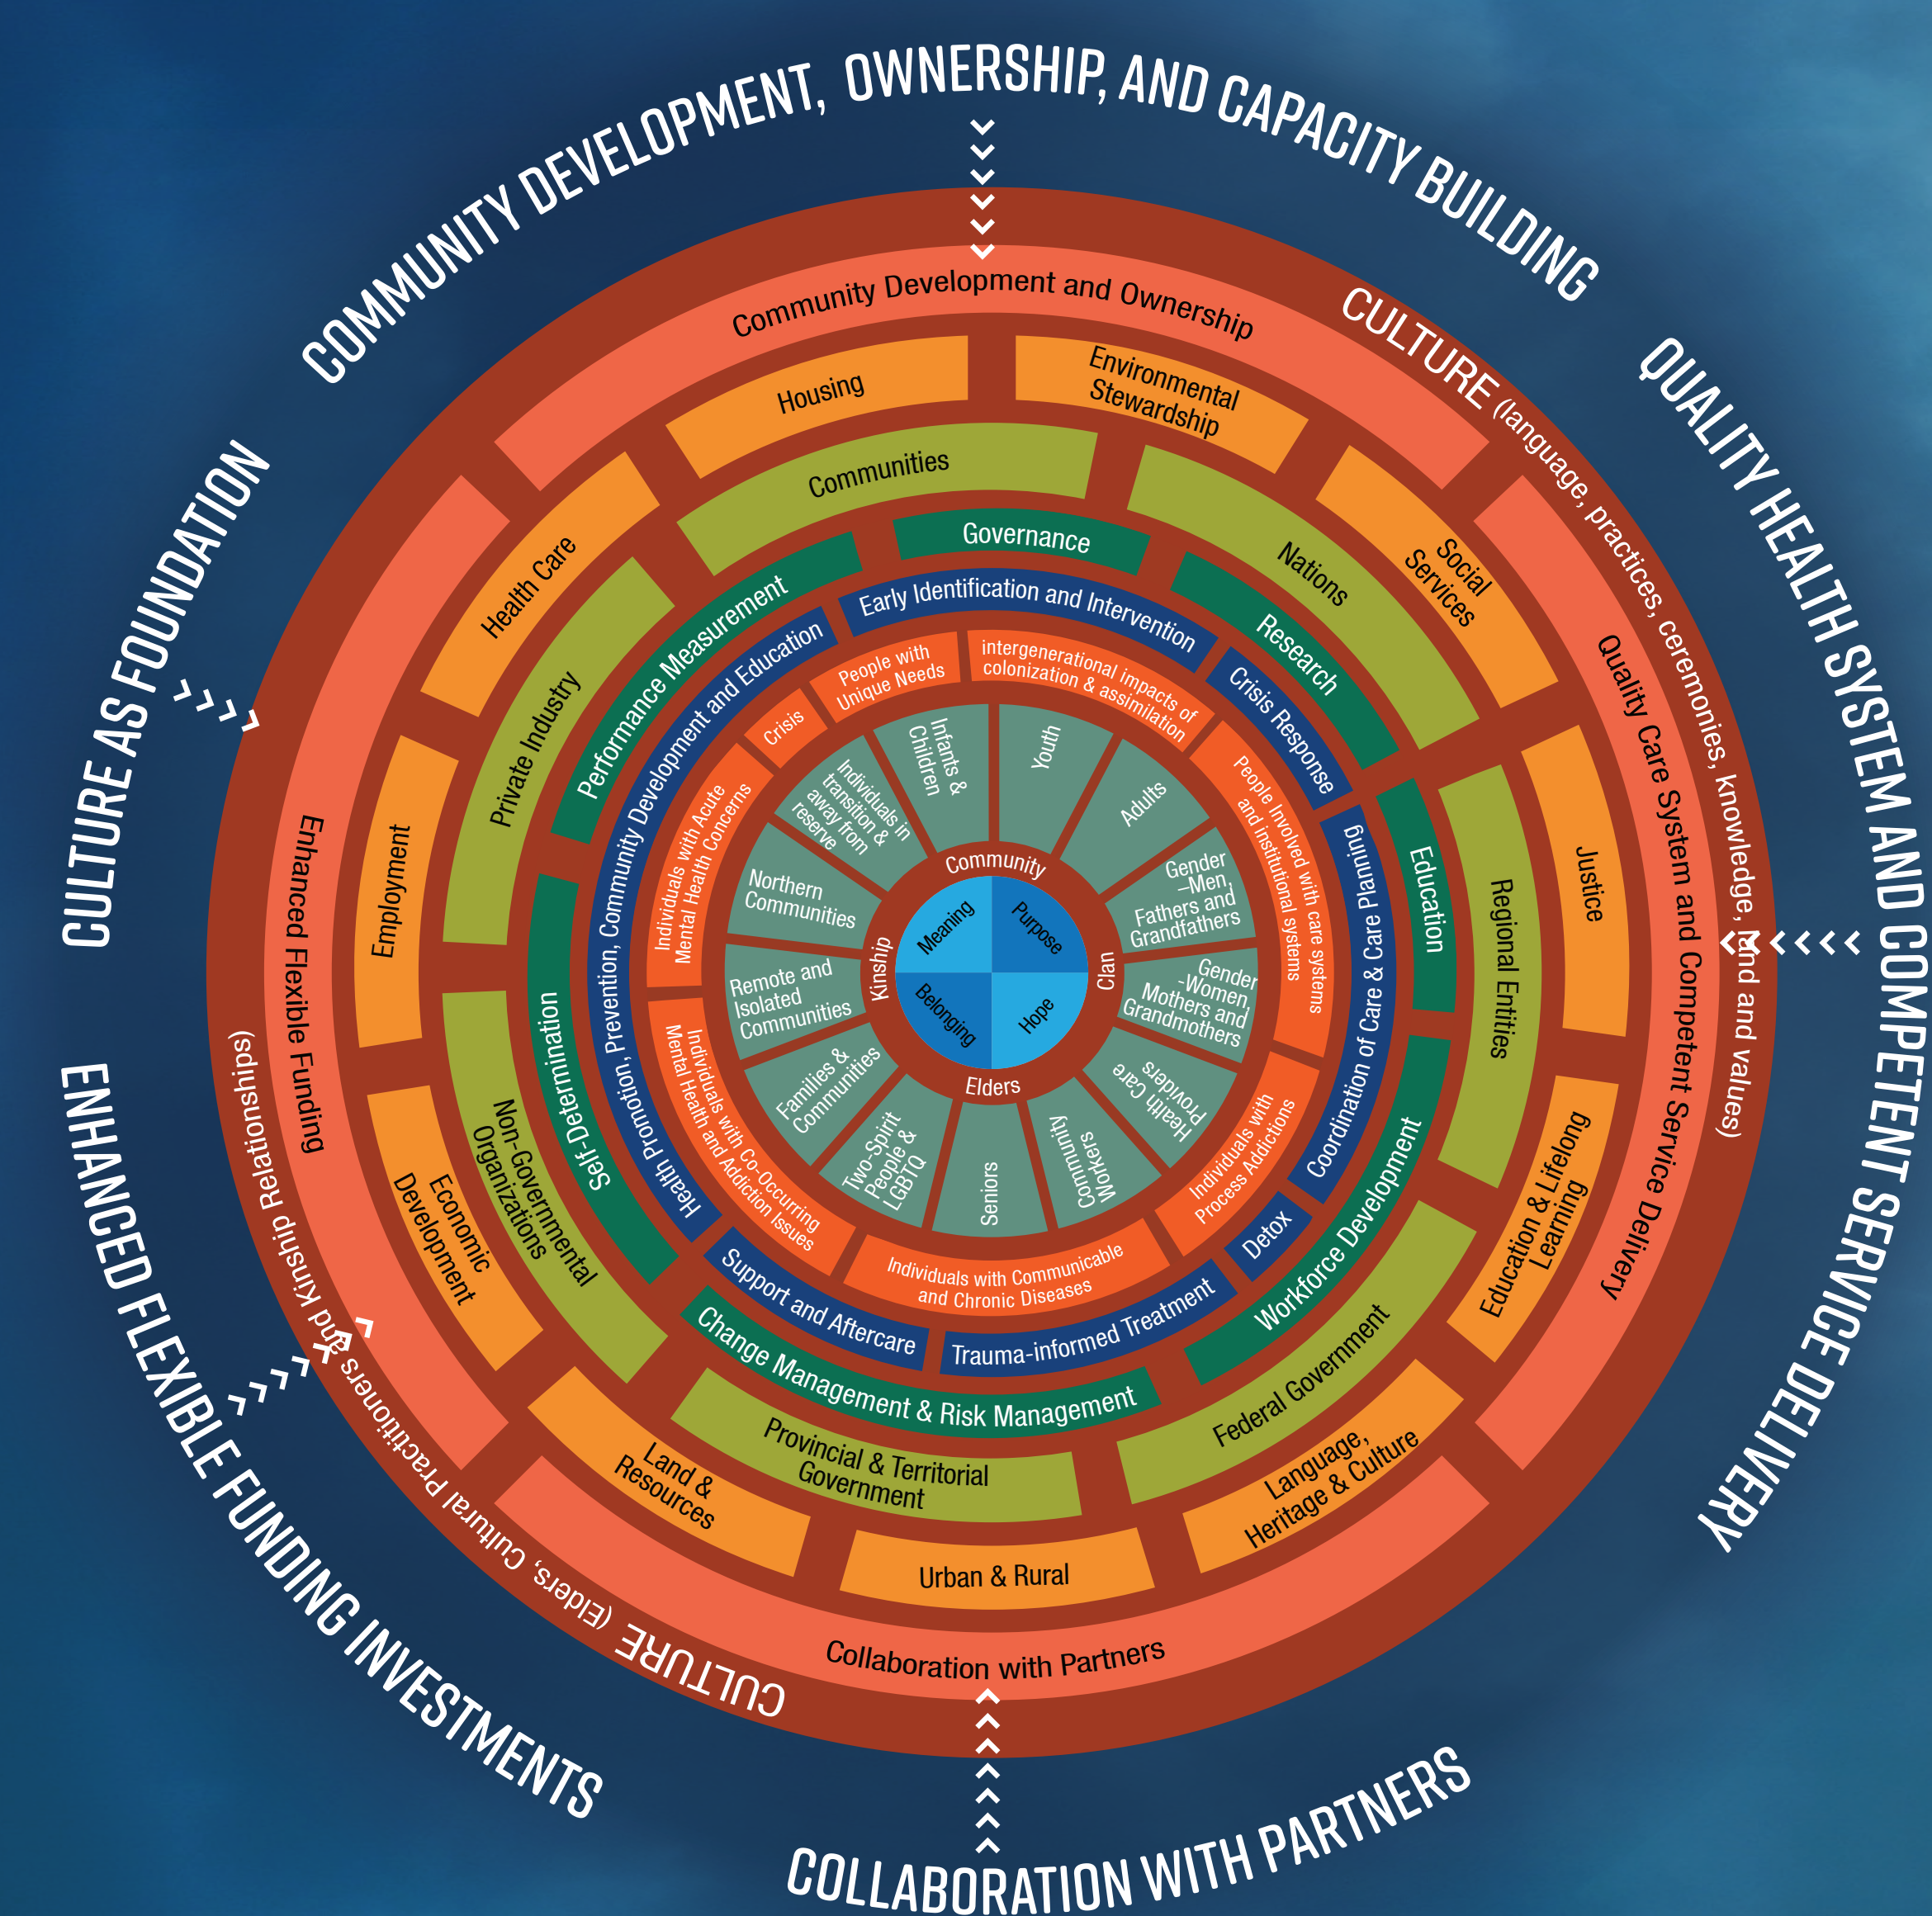 COMMUNITY DEVELOPMENT, OWNERSHIP, AND CAPACITY BUILDING
QUALITY HEALTH SYSTEM AND COMPETENT SERVICE DELIVERY
COLLABORATION WITH PARTNERS
ENHANCED FLEXIBLE FUNDING INVESTMENTS
CULTURE AS FOUNDATION
CULTURE (language, practices, ceremonies, knowledge, land and values)
CULTURE (Elders, Cultural Practitioners and Kinship Relationships)
Community Development and Ownership
Quality Care System and Competent Service Delivery
Collaboration with Partners
Enhanced Flexible Funding
Housing
Environmental
Stewardship
Social
Services
Justice
Education & Lifelong
Learning
Language,
Heritage & Culture
Urban & Rural
Land &
Resources
Economic
Development
Employment
Health Care
Communities
Nations
Regional Entities
Federal Government
Provincial & Territorial
Government
Non-Governmental
Organizations
Private Industry
Governance
Research
Education
Workforce Development
Change Management & Risk Management
Self-Determination
Performance Measurement
Early Identification and Intervention
Crisis Response
Coordination of Care & Care Planning
Detox
Trauma-informed Treatment
Support and Aftercare
Health Promotion, Prevention, Community Development and Education
People with
Unique Needs
intergenerational impacts of
colonization & assimilation
People Involved with care systems
and institutional systems
Individuals with
Process Addictions
Individuals with Communicable
and Chronic Diseases
Individuals with Co-Occurring
Mental Health and Addiction Issues
Individuals with Acute
Mental Health Concerns
Crisis
Infants &
Children
Youth
Adults
Gender
–Men,
Fathers and
Grandfathers
Gender
-Women,
Mothers and
Grandmothers
Health Care
Providers
Community
Workers
Seniors
Two-Spirit
People &
LGBTQ
Families &
Communities
Remote and
Isolated
Communities
Northern
Communities
Individuals in
transition &
away from
reserve
Community
Clan
Elders
Kinship
Meaning
Purpose
Hope
Belonging